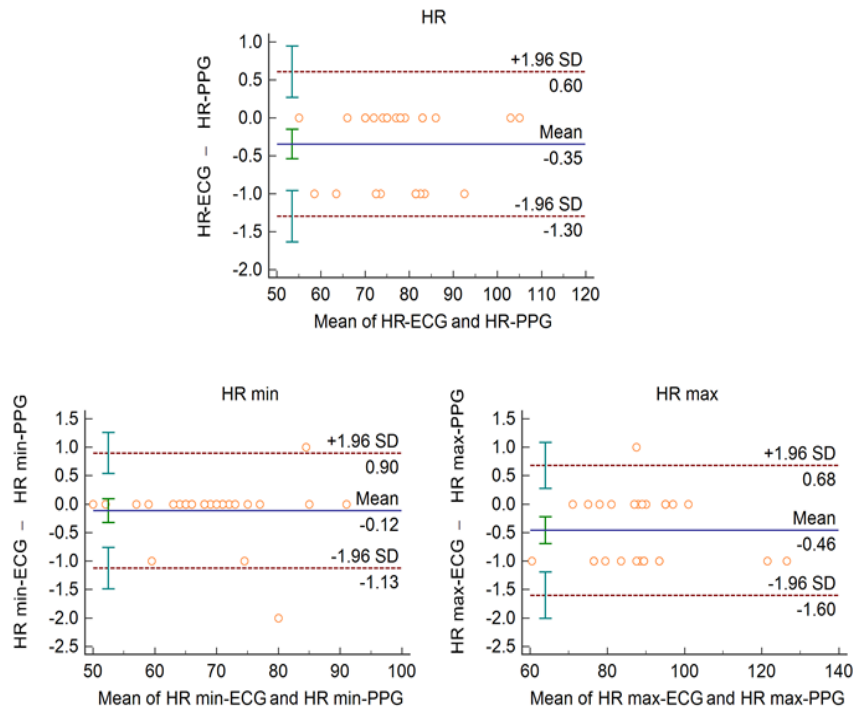 HR
HR-ECG – HR-PPG
1.0
0.5
0.0
-0.5
-1.0
-1.5
-2.0
+1.96 SD
0.60
Mean
-0.35
-1.96 SD
-1.30
50 60 70 80 90 100 110 120
Mean of HR-ECG and HR-PPG
HR min
HR min-ECG – HR min-PPG
1.5
1.0
0.5
0.0
-0.5
-1.0
-1.5
-2.0
-2.5
+1.96 SD
0.90
Mean
-0.12
-1.96 SD
-1.13
50 60 70 80 90 100
Mean of HR min-ECG and HR min-PPG
HR max
HR max-ECG – HR max-PPG
1.5
1.0
0.5
0.0
-0.5
-1.0
-1.5
-2.0
-2.5
+1.96 SD
0.68
Mean
-0.46
-1.96 SD
-1.60
60 80 100 120 140
Mean of HR max-ECG and HR max-PPG